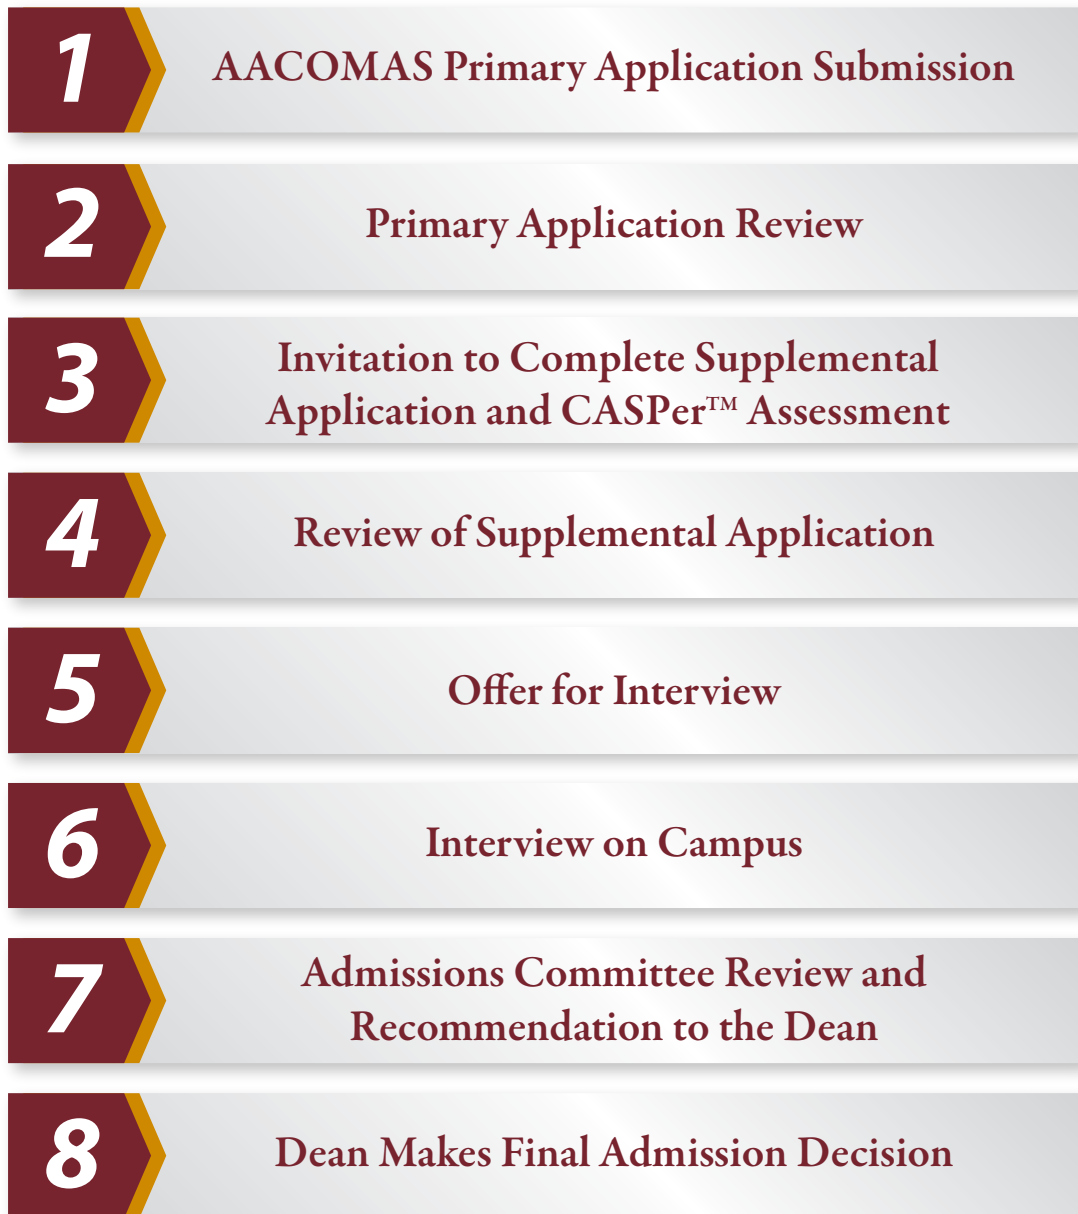 1
AACOMAS Primary Application Submission
2
Primary Application Review
3
Invitation to Complete Supplemental
Application and CASPer™ Assessment
4
Review of Supplemental Application
5
Offer for Interview
6
Interview on Campus
7
Admissions Committee Review and
Recommendation to the Dean
8
Dean Makes Final Admission Decision